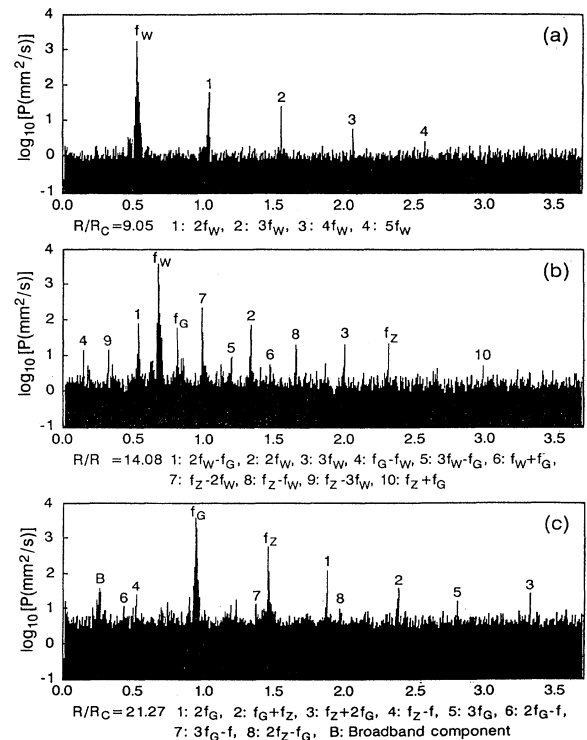 (a)
log10[P(mm²/s)]
4
3
2
1
0
-1
fW
1
2
3
4
0.0 0.5 1.0 1.5 2.0 2.5 3.0 3.5
R/RC=9.05 1: 2fW, 2: 3fW, 3: 4fW, 4: 5fW
(b)
log10[P(mm²/s)]
4
3
2
1
0
-1
4 9 1 fW fG 7 5 2 6 8 3 fZ 10
0.0 0.5 1.0 1.5 2.0 2.5 3.0 3.5
R/R =14.08 1: 2fW-fG, 2: 2fW, 3: 3fW, 4: fG-fW, 5: 3fW-fG, 6: fW+fG,
7: fZ-2fW, 8: fZ-fW, 9: fZ-3fW, 10: fZ+fG
(c)
log10[P(mm²/s)]
4
3
2
1
0
-1
B 6 4 fG 7 fZ 1 8 2 5 3
0.0 0.5 1.0 1.5 2.0 2.5 3.0 3.5
R/RC=21.27 1: 2fG, 2: fG+fZ, 3: fZ+2fG, 4: fZ-f, 5: 3fG, 6: 2fG-f,
7: 3fG-f, 8: 2fZ-fG, B: Broadband component